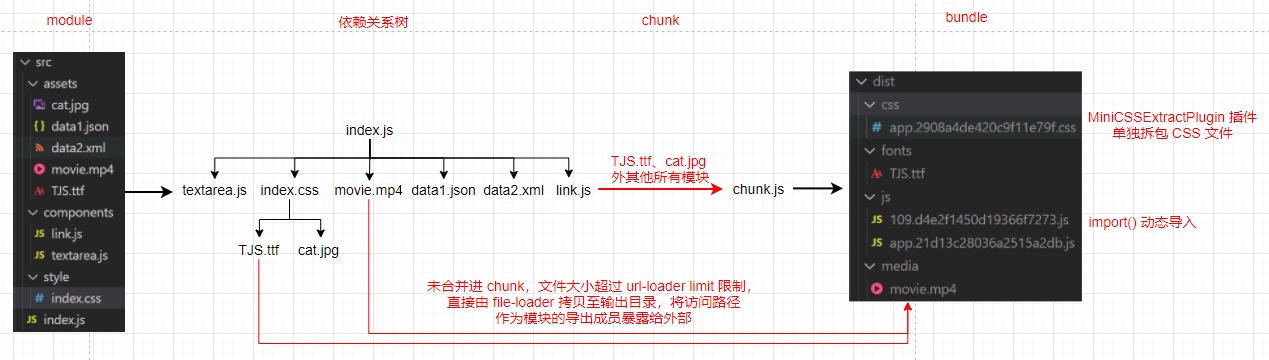 module
依赖关系树
chunk
bundle
src
assets
cat.jpg
data1.json
data2.xml
movie.mp4
TJS.ttf
components
link.js
textarea.js
style
index.css
index.js
index.js
textarea.js
index.css
movie.mp4
data1.json
data2.xml
link.js
TJS.ttf
cat.jpg
TJS.ttf、cat.jpg
外其他所有模块
chunk.js
未合并进 chunk，文件大小超过 url-loader limit 限制，
直接由 file-loader 拷贝至输出目录，将访问路径
作为模块的导出成员暴露给外部
dist
css
app.2908a4de420c9f11e79f.css
fonts
TJS.ttf
js
109.d4e2f1450d19366f7273.js
app.21d13c28036a2515a2db.js
media
movie.mp4
MiniCSSExtractPlugin 插件
单独拆包 CSS 文件
import() 动态导入